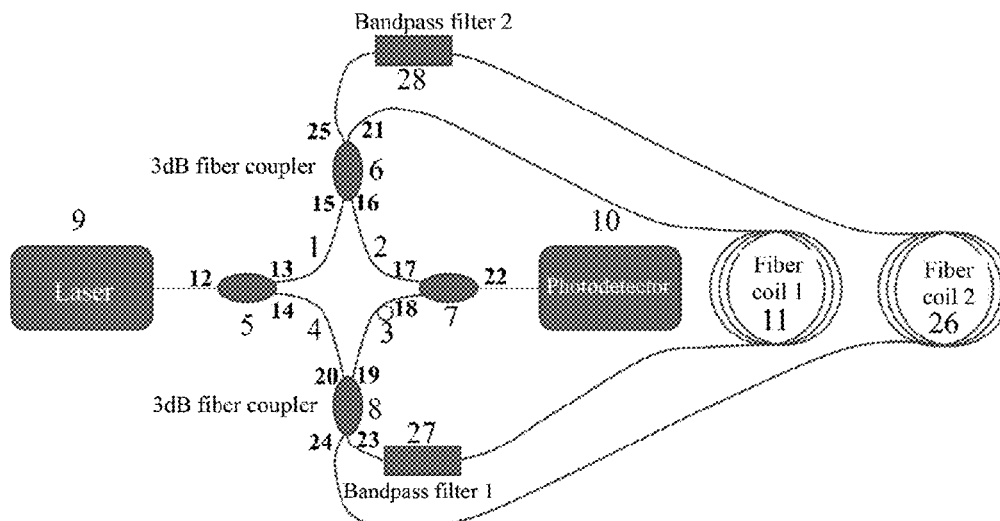 Bandpass filter 2
28
25
21
3dB fiber coupler
6
15
16
9
10
1
2
Laser
12
13
17
22
Photodetector
Fiber
coil 1
11
Fiber
coil 2
26
14
18
5
4
3
7
20
19
3dB fiber coupler
8
24
23
27
Bandpass filter 1